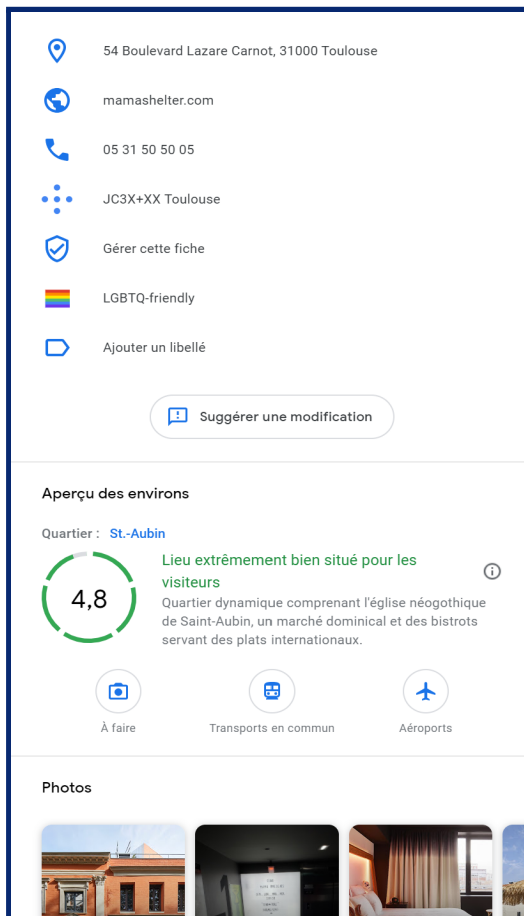 54 Boulevard Lazare Carnot, 31000 Toulouse
mamashelter.com
05 31 50 50 05
JC3X+XX Toulouse
Gérer cette fiche
LGBTQ-friendly
Ajouter un libellé
Suggérer une modification
Aperçu des environs
Quartier : St.-Aubin
4,8
Lieu extrêmement bien situé pour les
visiteurs
Quartier dynamique comprenant l'église néogothique
de Saint-Aubin, un marché dominical et des bistrots
servant des plats internationaux.
À faire
Transports en commun
Aéroports
Photos